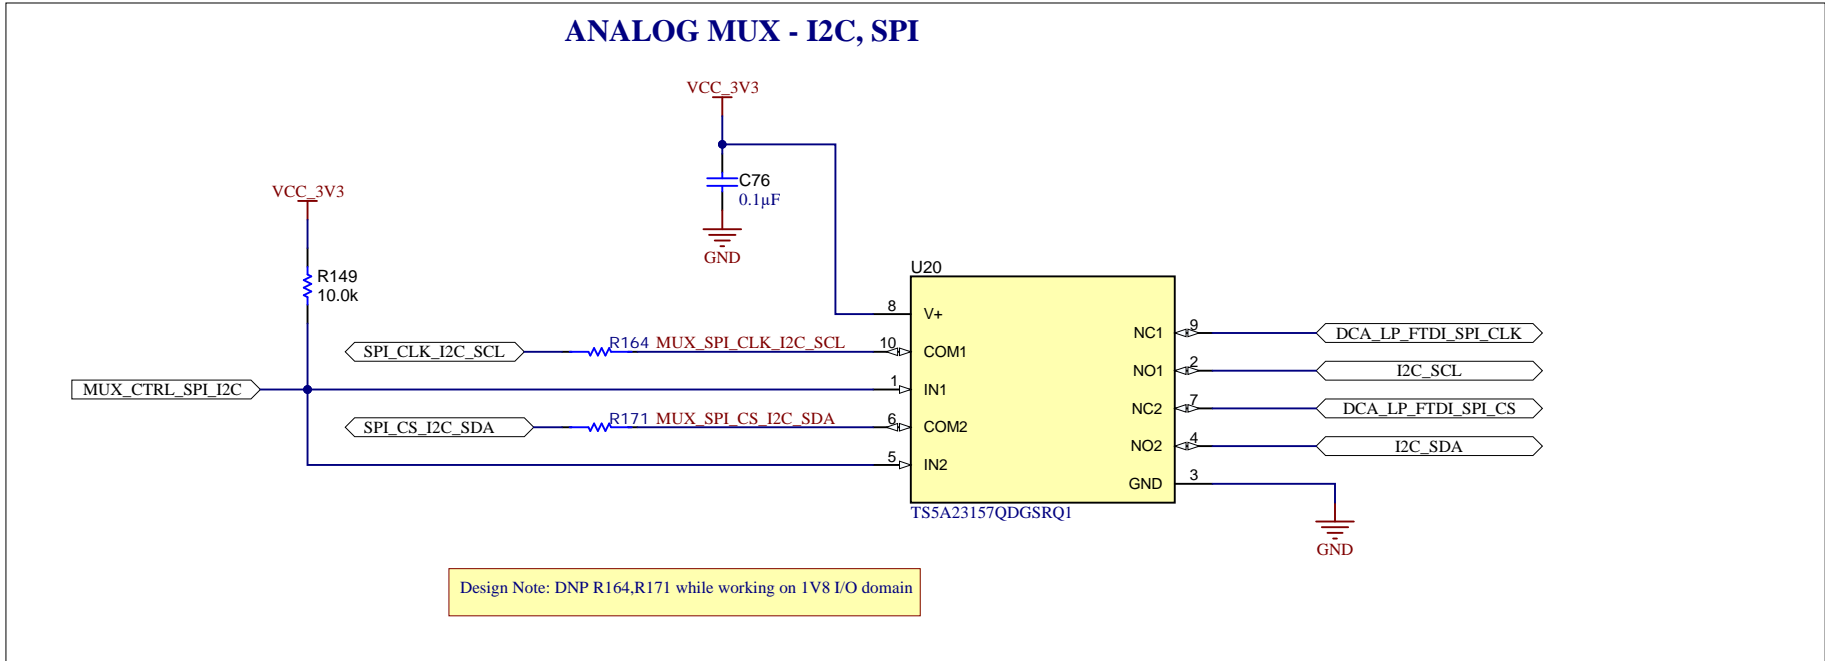 ANALOG MUX - I2C, SPI
VCC_3V3
C76
0.1µF
GND
VCC_3V3
R149
10.0k
U20
8
V+
SPI_CLK_I2C_SCL
R164
MUX_SPI_CLK_I2C_SCL
10
COM1
MUX_CTRL_SPI_I2C
1
IN1
SPI_CS_I2C_SDA
R171
MUX_SPI_CS_I2C_SDA
6
COM2
5
IN2
NC1
9
DCA_LP_FTDI_SPI_CLK
NO1
2
I2C_SCL
NC2
7
DCA_LP_FTDI_SPI_CS
NO2
4
I2C_SDA
GND
3
TS5A23157QDGSRQ1
GND
Design Note: DNP R164,R171 while working on 1V8 I/O domain